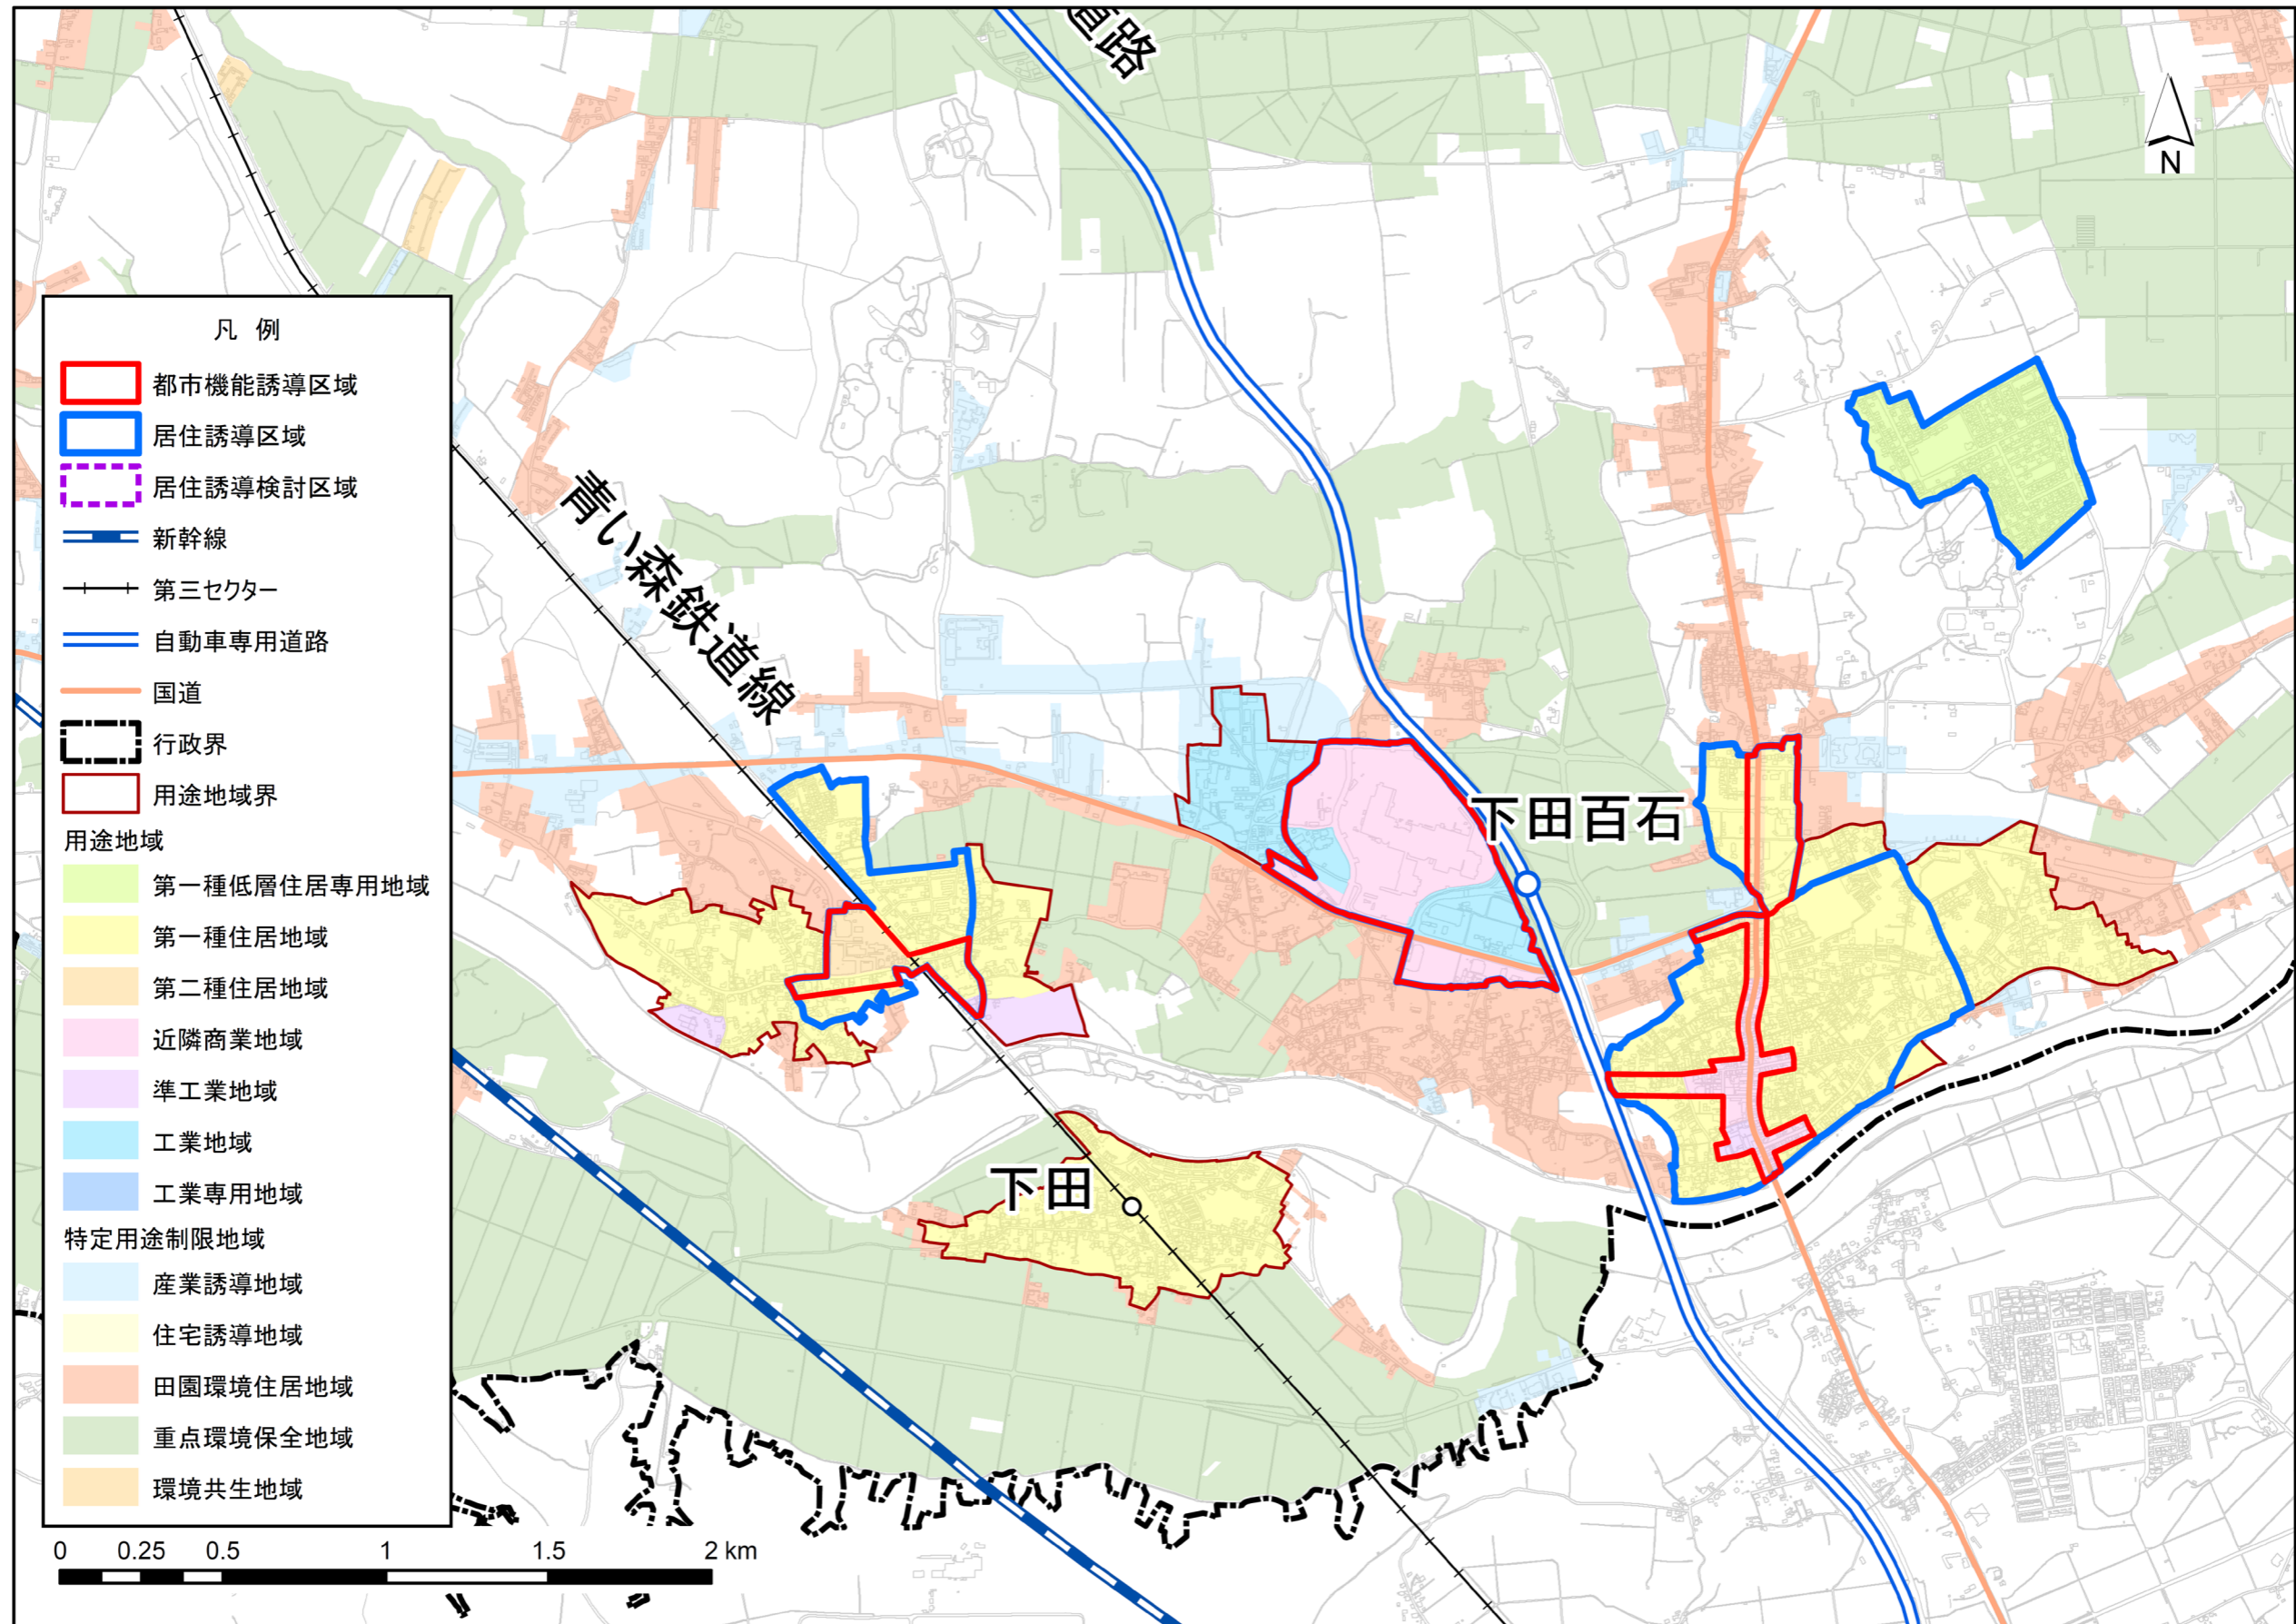 道路
N
凡 例
都市機能誘導区域
居住誘導区域
居住誘導検討区域
新幹線
第三セクター
自動車専用道路
国道
行政界
用途地域界
用途地域
第一種低層住居専用地域
第一種住居地域
第二種住居地域
近隣商業地域
準工業地域
工業地域
工業専用地域
特定用途制限地域
産業誘導地域
住宅誘導地域
田園環境住居地域
重点環境保全地域
環境共生地域
青い森鉄道線
下田百石
下田
0 0.25 0.5 1 1.5 2 km